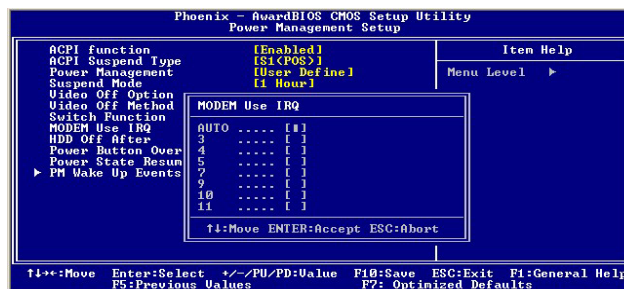 Phoenix - AwardBIOS CMOS Setup Utility
Power Management Setup
ACPI function [Enabled]
ACPI Suspend Type [S1(POS)]
Power Management [User Define]
Suspend Mode [1 Hour]
Video Off Option
Video Off Method
Switch Function
MODEM Use IRQ
HDD Off After
Power Button Over
Power State Resum
▶ PM Wake Up Events
Item Help
Menu Level ▶
MODEM Use IRQ
AUTO ..... [▮]
3 ..... [ ]
4 ..... [ ]
5 ..... [ ]
7 ..... [ ]
9 ..... [ ]
10 ..... [ ]
11 ..... [ ]
↑↓:Move ENTER:Accept ESC:Abort
↑↓→←:Move Enter:Select +/-/PU/PD:Value F10:Save ESC:Exit F1:General Help
F5:Previous Values F7: Optimized Defaults